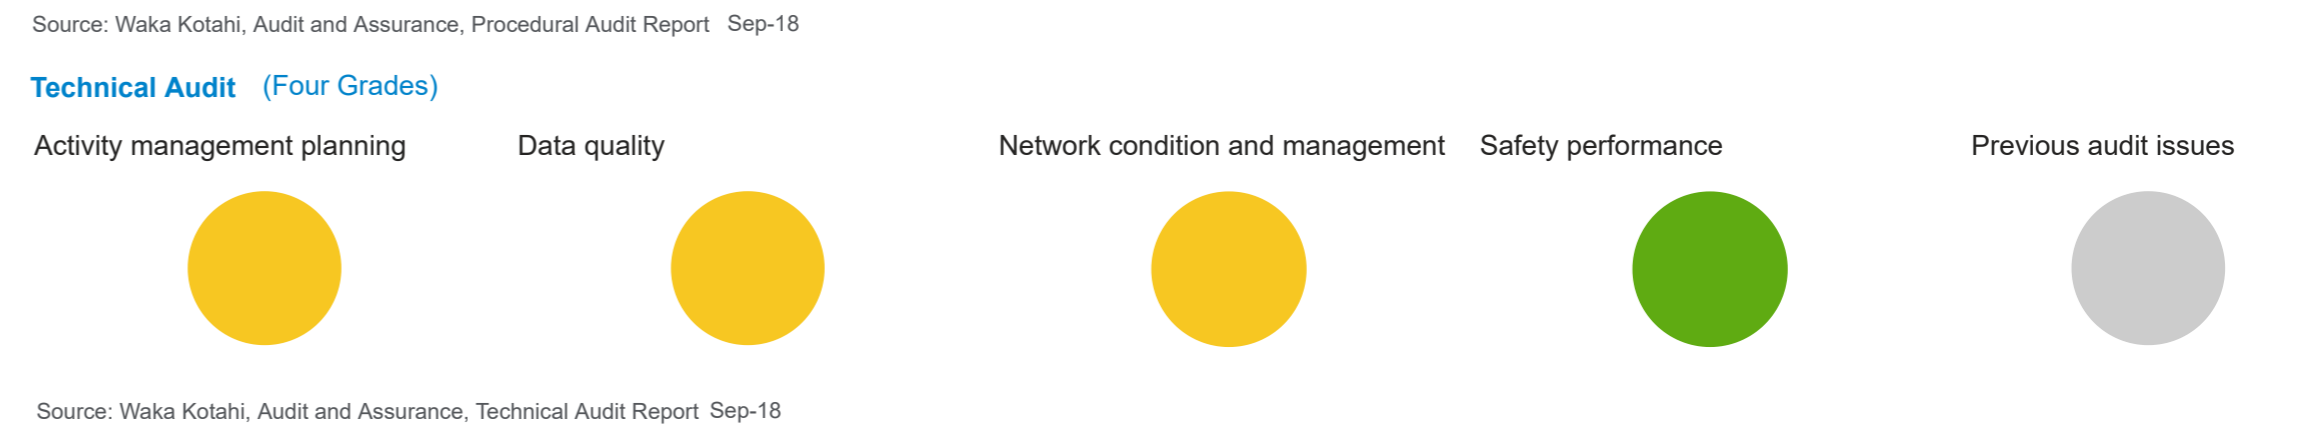 Source: Waka Kotahi, Audit and Assurance, Procedural Audit Report Sep-18
Technical Audit (Four Grades)
Activity management planning Data quality Network condition and management Safety performance Previous audit issues
Source: Waka Kotahi, Audit and Assurance, Technical Audit Report Sep-18